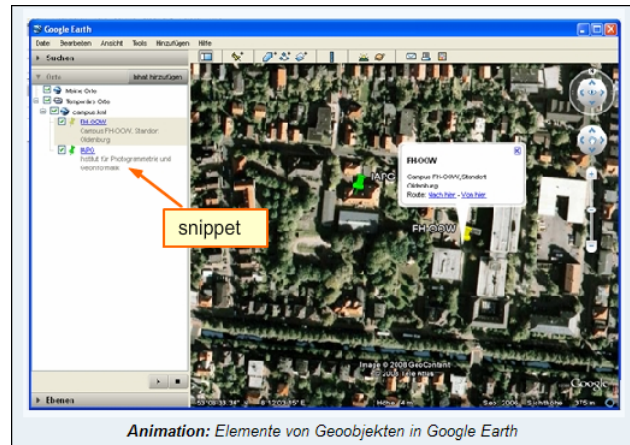 Google Earth
Datei Bearbeiten Ansicht Tools Hinzufügen Hilfe
Suchen
Orte Inhalt hinzufügen
Meine Orte
Temporäre Orte
campus.kml
FH-OOW
Campus FH-OOW, Standort
Oldenburg
IAPG
Institut für Photogrammetrie und
Geoinformatik
snippet
IAPG
FH-OOW
Campus FH-OOW, Standort
Oldenburg
Route: Nach hier - Von hier
FH-OOW
Image © 2008 GeoContent
© 2008 Tele Atlas
Google
Ebenen
Animation: Elemente von Geoobjekten in Google Earth